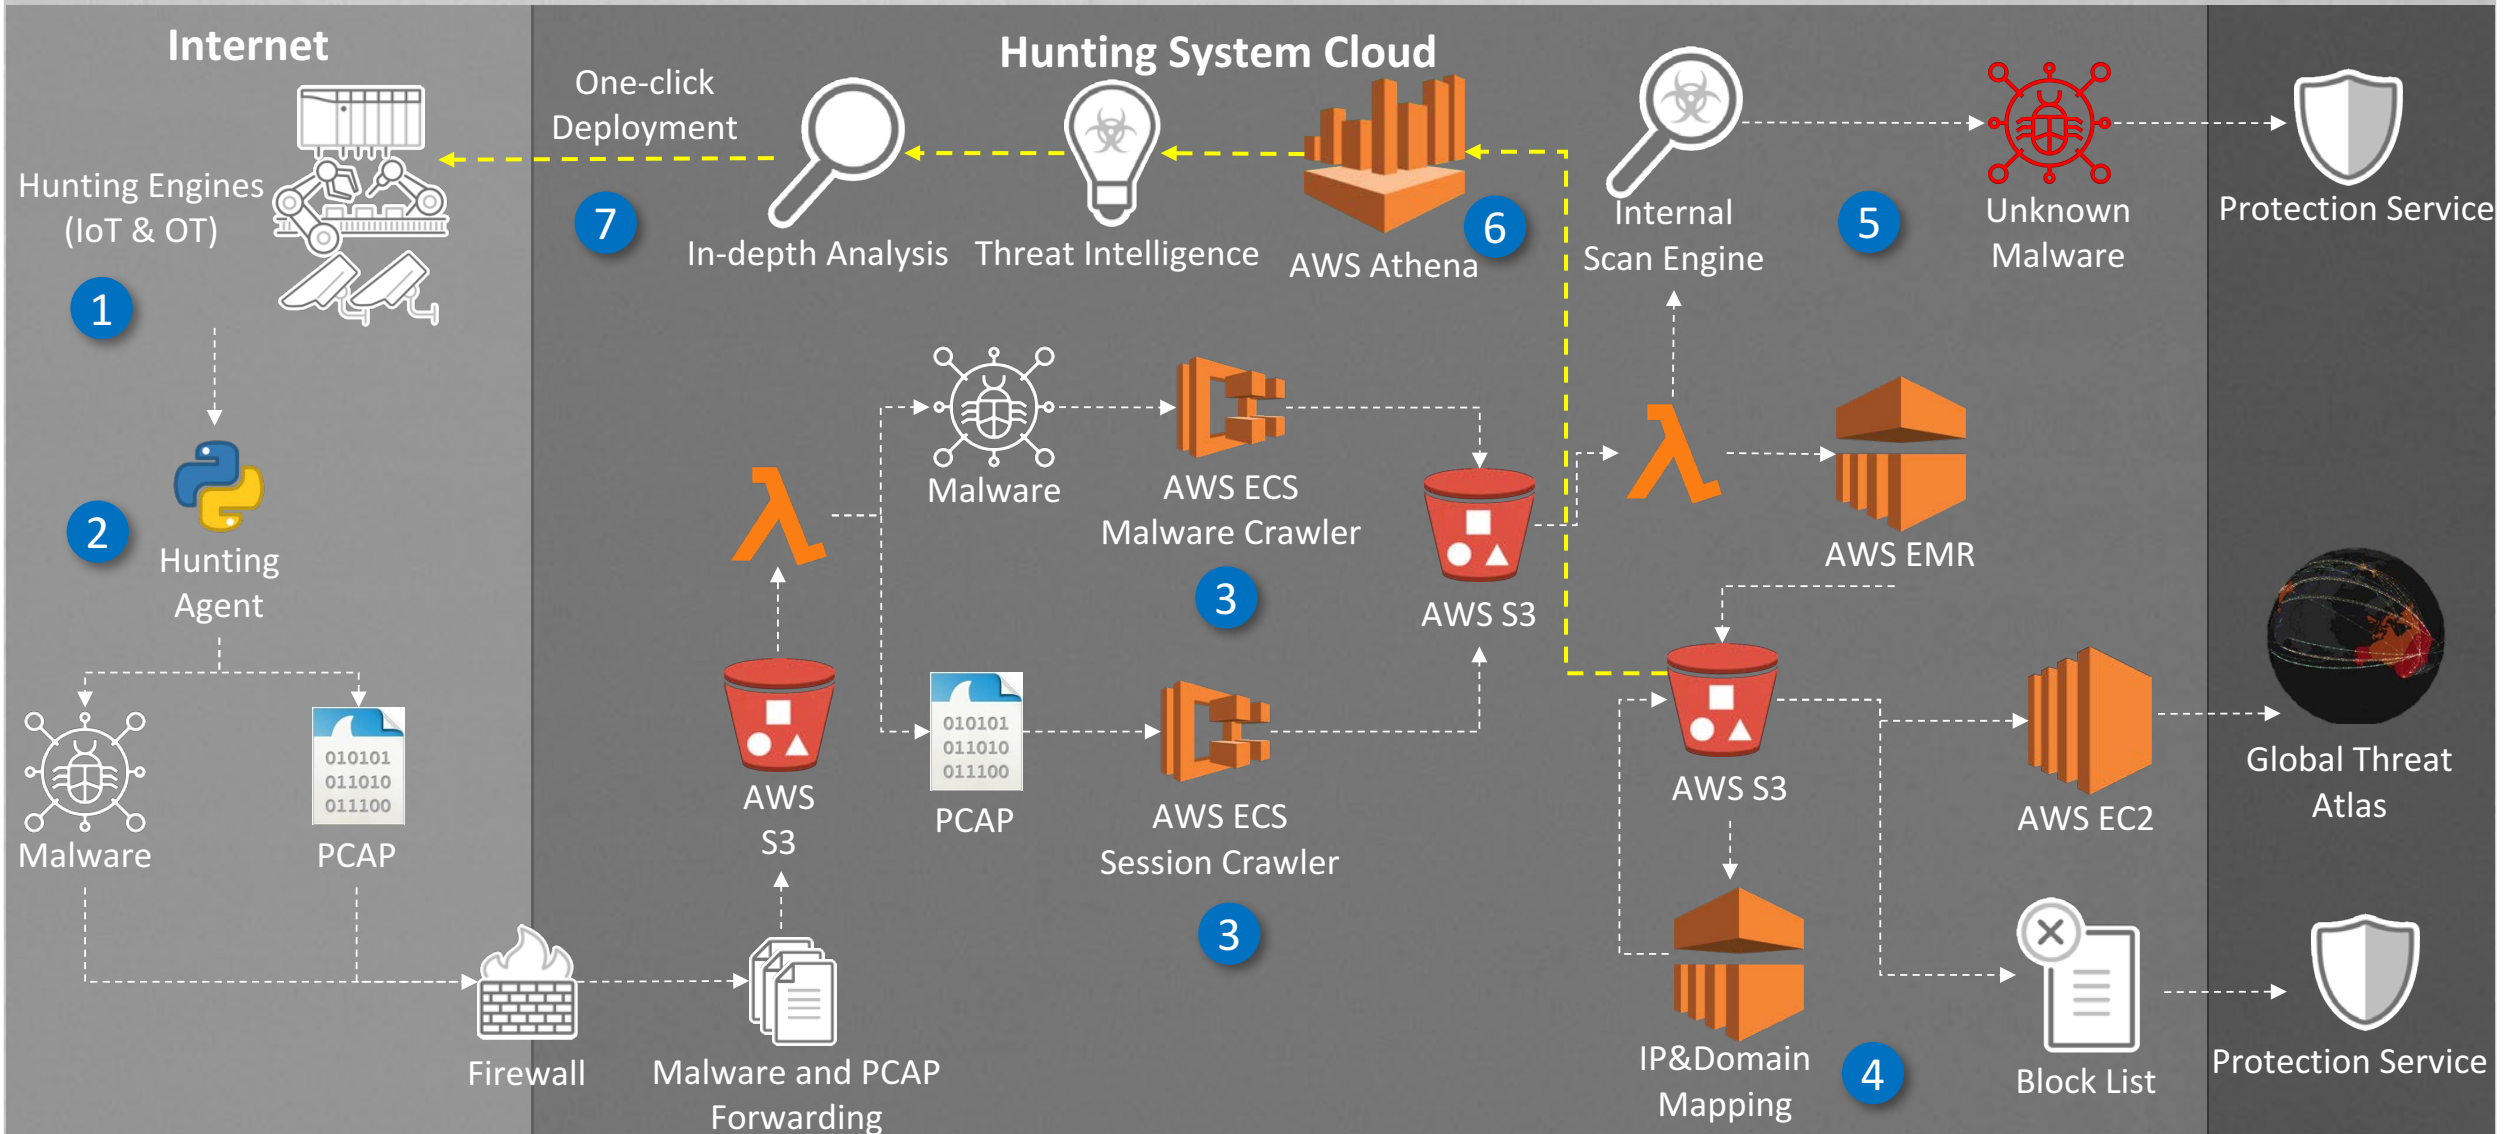 Internet
Hunting System Cloud
One-click
Deployment
Hunting Engines
(IoT & OT)
1
7
In-depth Analysis
Threat Intelligence
AWS Athena
6
Internal
Scan Engine
5
Unknown
Malware
Protection Service
2
Hunting
Agent
Malware
010101
011010
011100
PCAP
Firewall
Malware and PCAP
Forwarding
AWS
S3
Malware
AWS ECS
Malware Crawler
3
010101
011010
011100
PCAP
AWS ECS
Session Crawler
3
AWS S3
AWS EMR
AWS S3
IP&Domain
Mapping
4
AWS EC2
Global Threat
Atlas
Block List
Protection Service